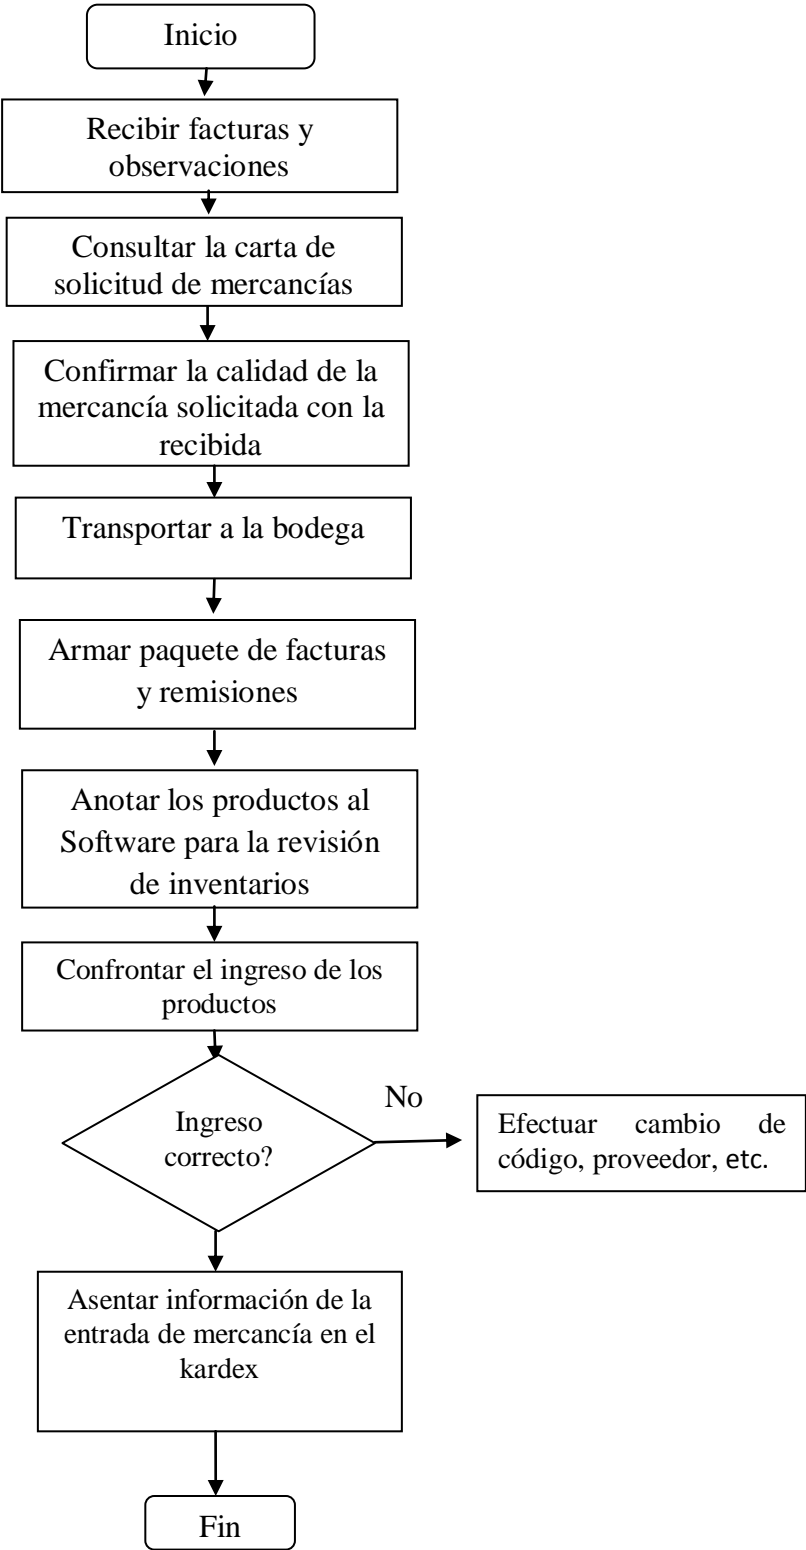 Inicio
Recibir facturas y
observaciones
Consultar la carta de
solicitud de mercancías
Confirmar la calidad de la
mercancía solicitada con la
recibida
Transportar a la bodega
Armar paquete de facturas
y remisiones
Anotar los productos al
Software para la revisión
de inventarios
Confrontar el ingreso de los
productos
Ingreso
correcto?
No
Efectuar cambio de
código, proveedor, etc.
Asentar información de la
entrada de mercancía en el
kardex
Fin